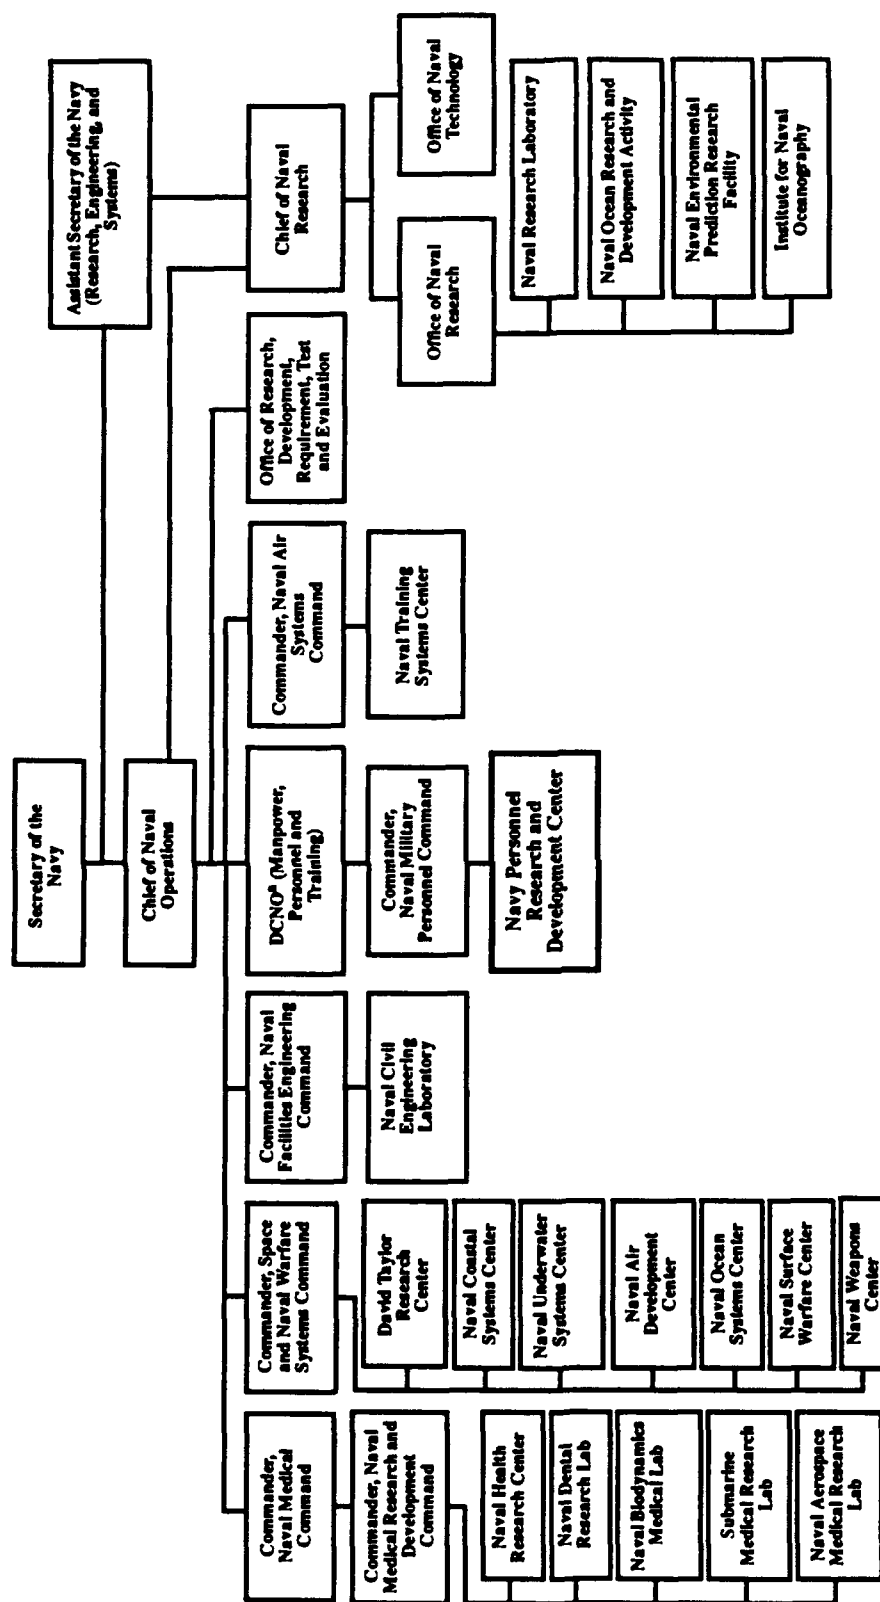 Secretary of the
Navy
Assistant Secretary of the Navy
(Research, Engineering, and
Systems)
Chief of Naval
Operations
Commander,
Naval Medical
Command
Commander, Space
and Naval Warfare
Systems Command
Commander, Naval
Facilities Engineering
Command
DCNOᵃ (Manpower,
Personnel and
Training)
Commander, Naval Air
Systems
Command
Office of Research,
Development,
Requirement, Test
and Evaluation
Chief of Naval
Research
Commander, Naval
Medical Research and
Development
Command
Naval Health
Research Center
Naval Dental
Research Lab
Naval Biodynamics
Medical Lab
Submarine
Medical Research
Lab
Naval Aerospace
Medical Research
Lab
David Taylor
Research
Center
Naval Coastal
Systems Center
Naval Underwater
Systems Center
Naval Air
Development
Center
Naval Ocean
Systems Center
Naval Surface
Warfare Center
Naval Weapons
Center
Naval Civil
Engineering
Laboratory
Commander,
Naval Military
Personnel Command
Navy Personnel
Research and
Development Center
Naval Training
Systems Center
Office of Naval
Research
Office of Naval
Technology
Naval Research Laboratory
Naval Ocean Research and
Development Activity
Naval Environmental
Prediction Research
Facility
Institute for Naval
Oceanography